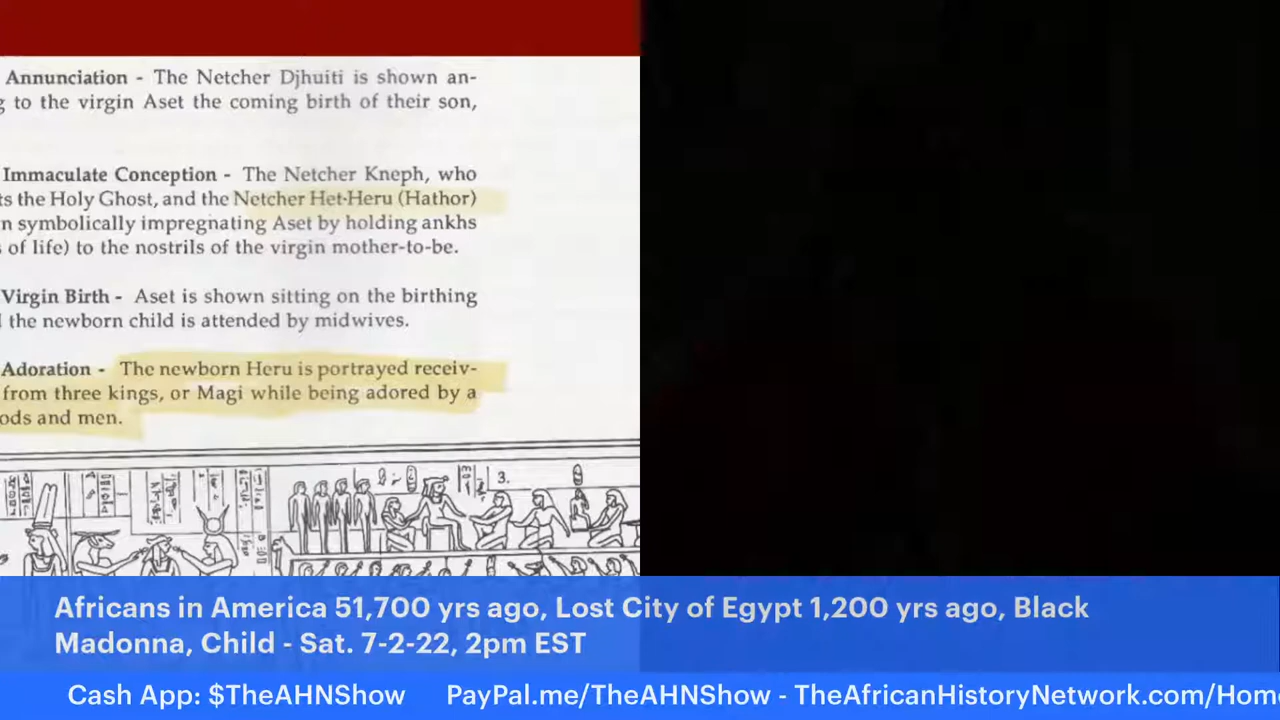 Annunciation - The Netcher Djhuiti is shown an-
g to the virgin Aset the coming birth of their son,
Immaculate Conception - The Netcher Kneph, who
ts the Holy Ghost, and the Netcher Het-Heru (Hathor)
n symbolically impregnating Aset by holding ankhs
s of life) to the nostrils of the virgin mother-to-be.
Virgin Birth - Aset is shown sitting on the birthing
d the newborn child is attended by midwives.
Adoration - The newborn Heru is portrayed receiv-
from three kings, or Magi while being adored by a
ods and men.
3.
Africans in America 51,700 yrs ago, Lost City of Egypt 1,200 yrs ago, Black
Madonna, Child - Sat. 7-2-22, 2pm EST
Cash App: $TheAHNShow PayPal.me/TheAHNShow - TheAfricanHistoryNetwork.com/Hom